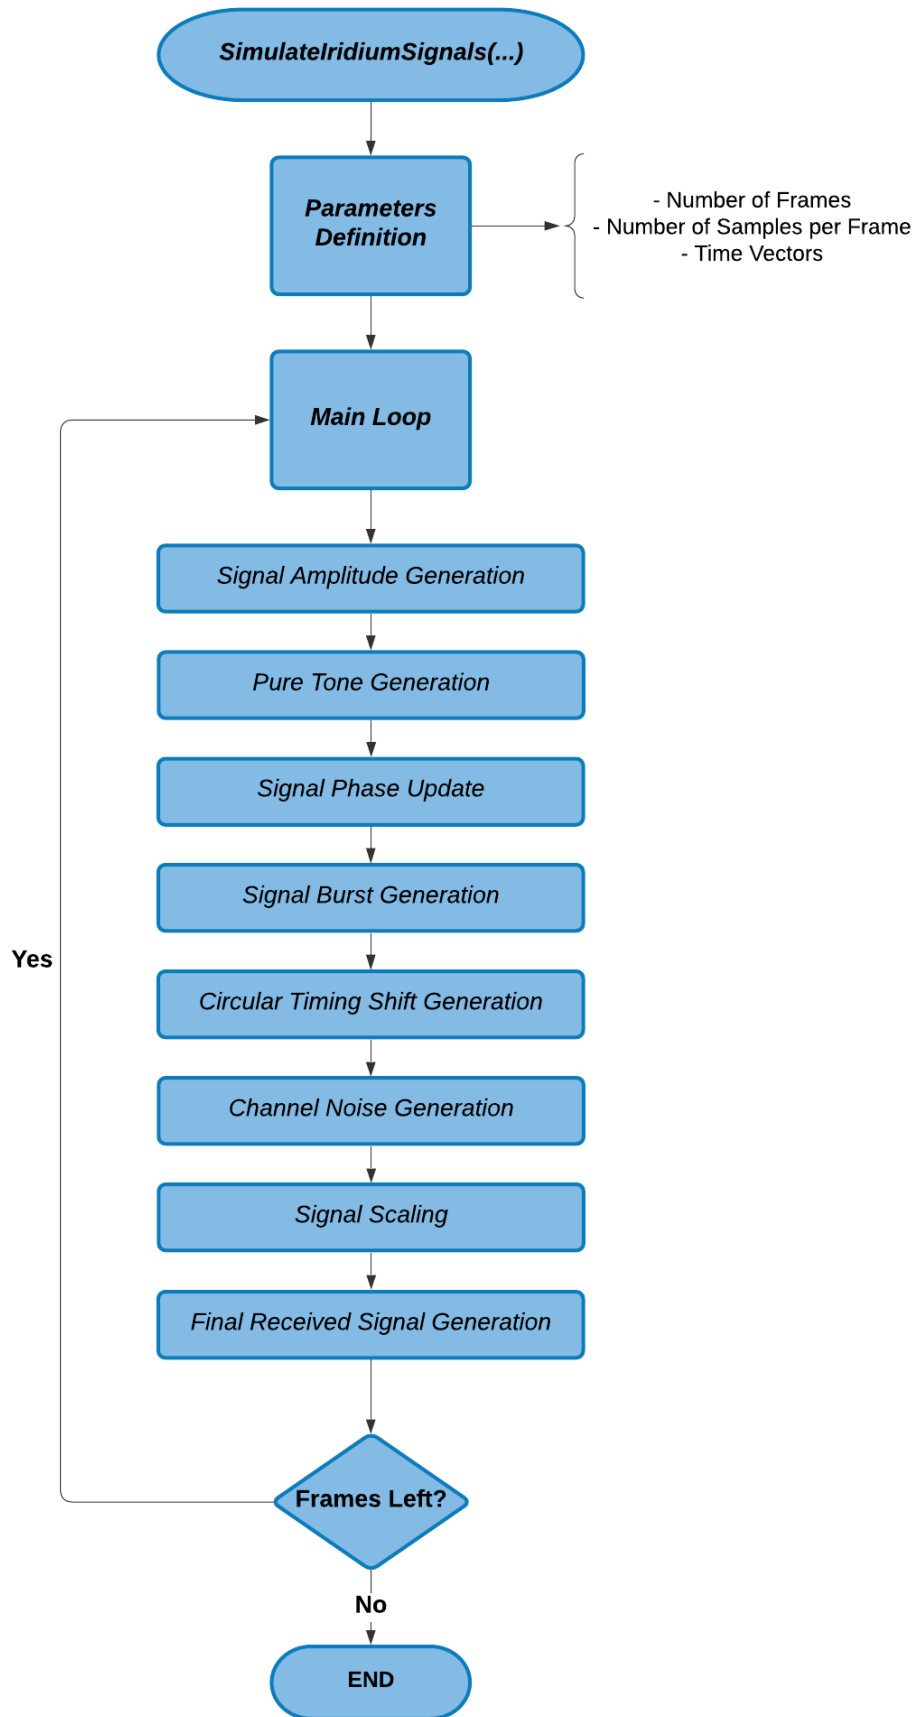 SimulateIridiumSignals(...)
Parameters
Definition
- Number of Frames
- Number of Samples per Frame
- Time Vectors
Main Loop
Signal Amplitude Generation
Pure Tone Generation
Signal Phase Update
Signal Burst Generation
Yes
Circular Timing Shift Generation
Channel Noise Generation
Signal Scaling
Final Received Signal Generation
Frames Left?
No
END